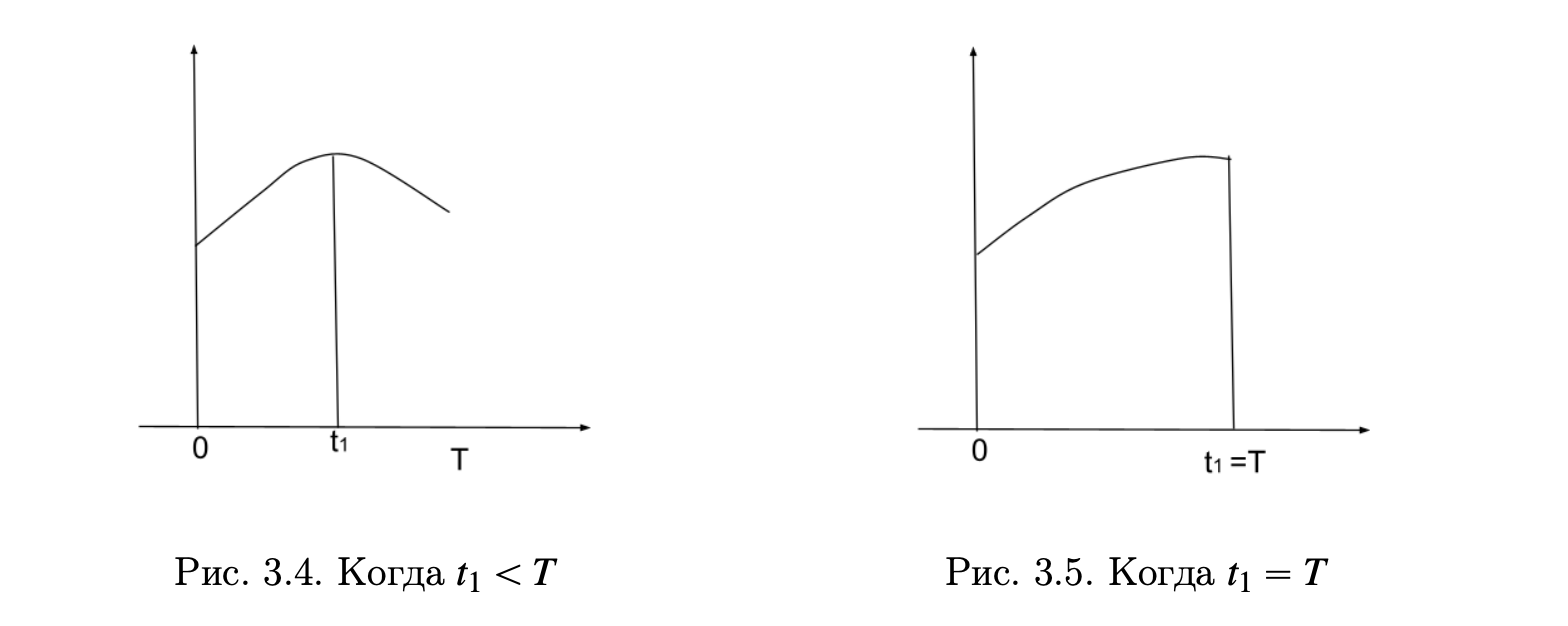 0
t₁
T
0
t₁ =T
Рис. 3.4. Когда t₁ < T
Рис. 3.5. Когда t₁ = T